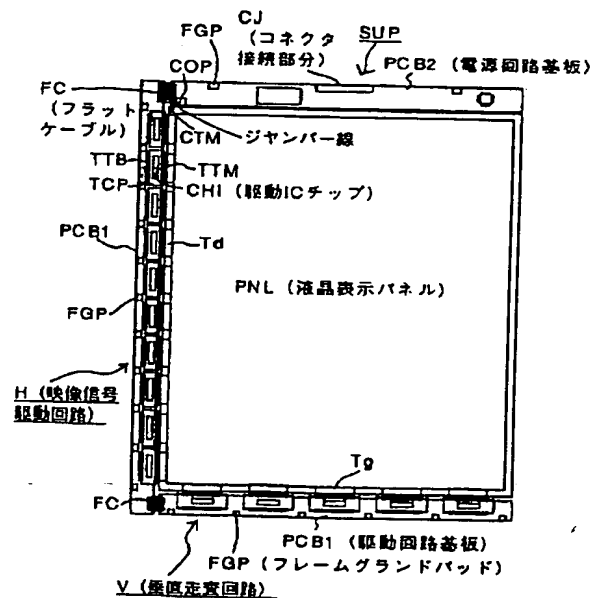 CJ
FGP
(コネクタ
接続部分)
SUP
PCB2 (電源回路基板)
COP
FC
(フラット
ケーブル)
CTM
ジヤンパー線
TTB
TTM
TCP
CHI (駆動ICチップ)
PCB1
Td
PNL (液晶表示パネル)
FGP
H (映像信号
駆動回路)
Tg
FC
PCB1 (駆動回路基板)
FGP (フレームグランドパッド)
V (垂直走査回路)